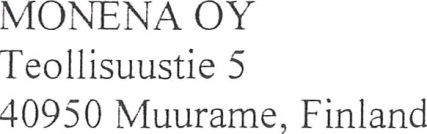 MONENA OY
Teollisuustie 5
40950 Muurame, Finland